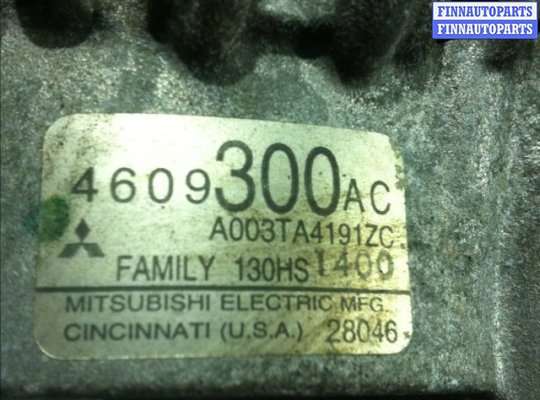 FINNAUTOPARTS
FINNAUTOPARTS
4609300AC
A003TA4191ZC
FAMILY 130HS 1400
MITSUBISHI ELECTRIC MFG
CINCINNATI (U.S.A.) 28046